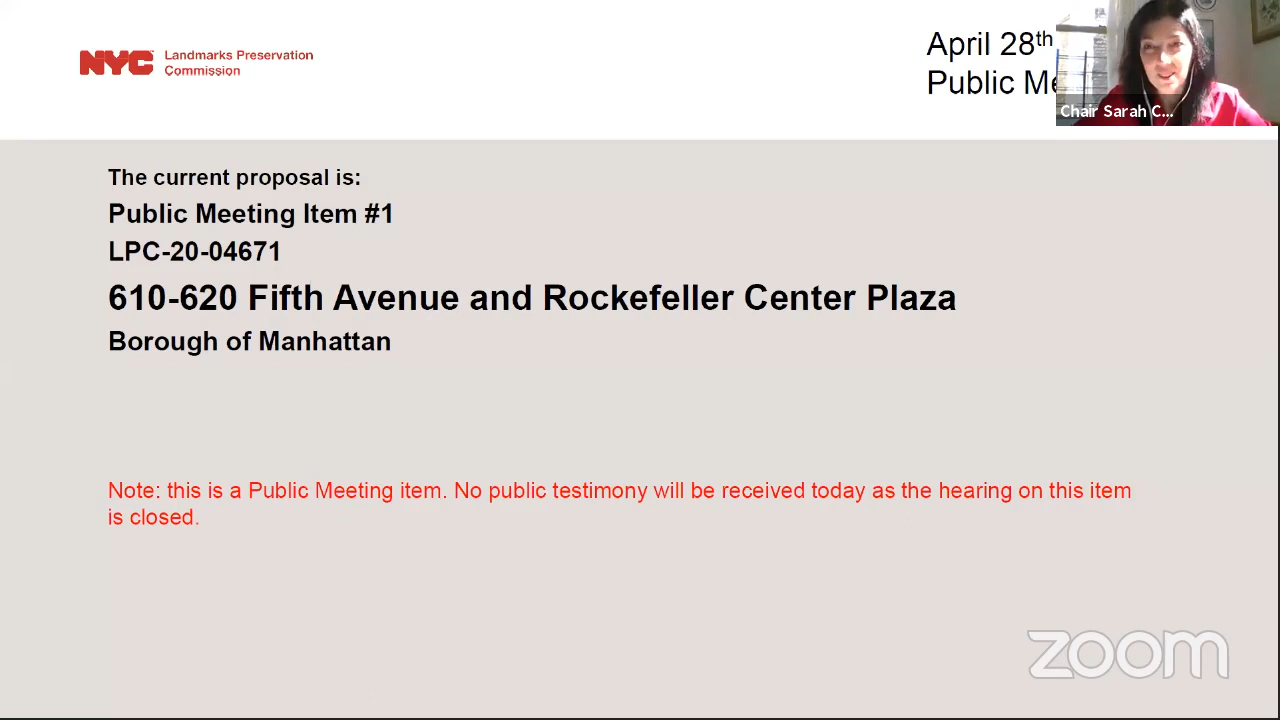 NYC Landmarks Preservation
Commission
April 28th
Public Me
Chair Sarah C...
The current proposal is:
Public Meeting Item #1
LPC-20-04671
610-620 Fifth Avenue and Rockefeller Center Plaza
Borough of Manhattan
Note: this is a Public Meeting item. No public testimony will be received today as the hearing on this item
is closed.
zoom